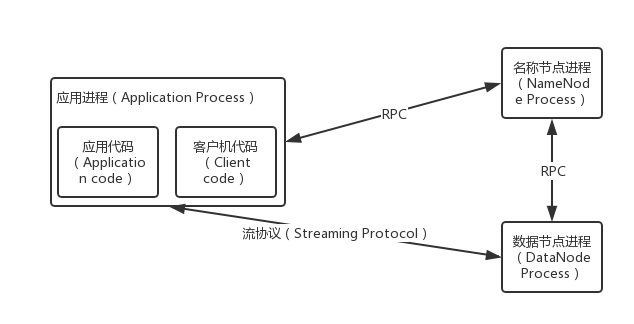 应用进程（Application Process）
应用代码
（Applicatio
n code）
客户机代码
（Client
code）
RPC
名称节点进程
（NameNod
e Process）
RPC
流协议（Streaming Protocol）
数据节点进程
（DataNode
Process）